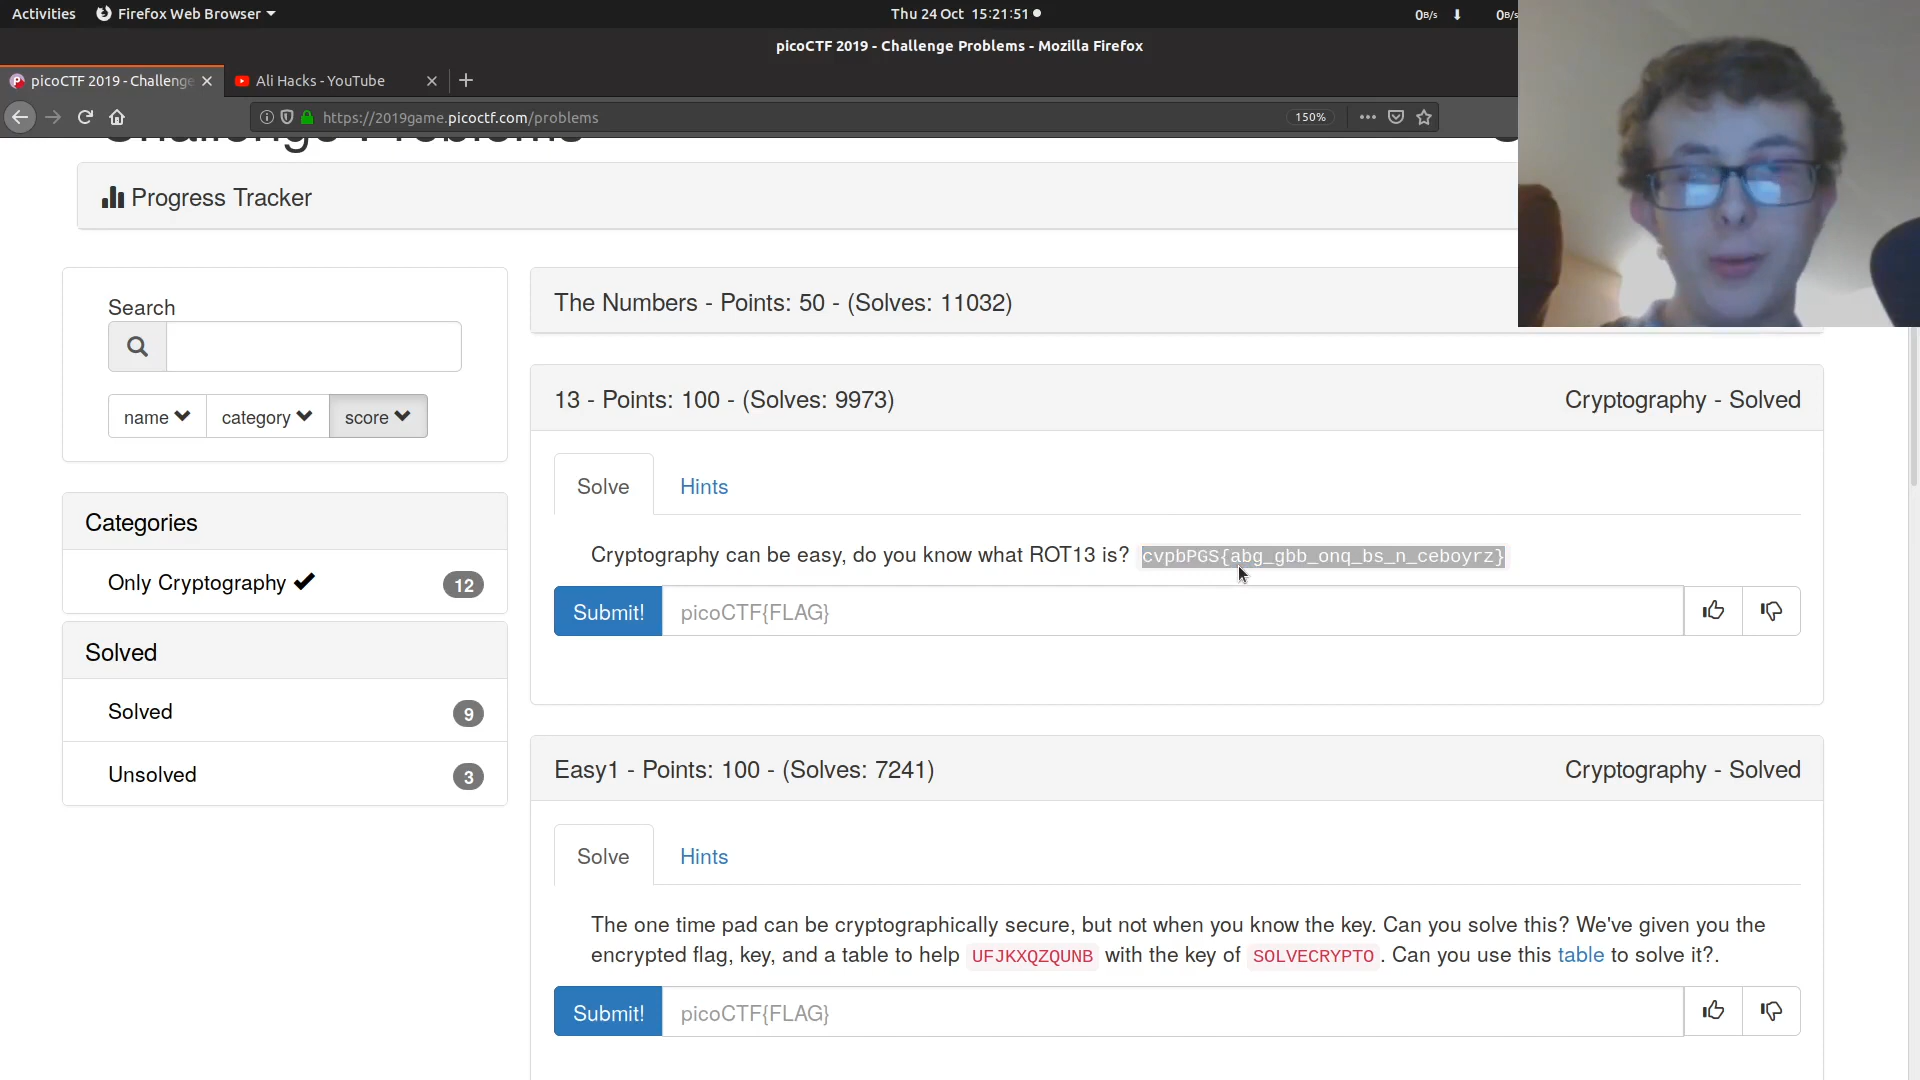 Activities Firefox Web Browser Thu 24 Oct 15:21:51 0B/s 0B/s
picoCTF 2019 - Challenge Problems - Mozilla Firefox
picoCTF 2019 - Challenge Ali Hacks - YouTube
https://2019game.picoctf.com/problems 150%
Challenge Problems
Progress Tracker
Search
name category score
Categories
Only Cryptography 12
Solved
Solved 9
Unsolved 3
The Numbers - Points: 50 - (Solves: 11032)
13 - Points: 100 - (Solves: 9973) Cryptography - Solved
Solve Hints
Cryptography can be easy, do you know what ROT13 is? cvpbPGS{abg_gbb_onq_bs_n_ceboyrz}
Submit! picoCTF{FLAG}
Easy1 - Points: 100 - (Solves: 7241) Cryptography - Solved
Solve Hints
The one time pad can be cryptographically secure, but not when you know the key. Can you solve this? We've given you the
encrypted flag, key, and a table to help UFJKXQZQUNB with the key of SOLVECRYPTO. Can you use this table to solve it?.
Submit! picoCTF{FLAG}